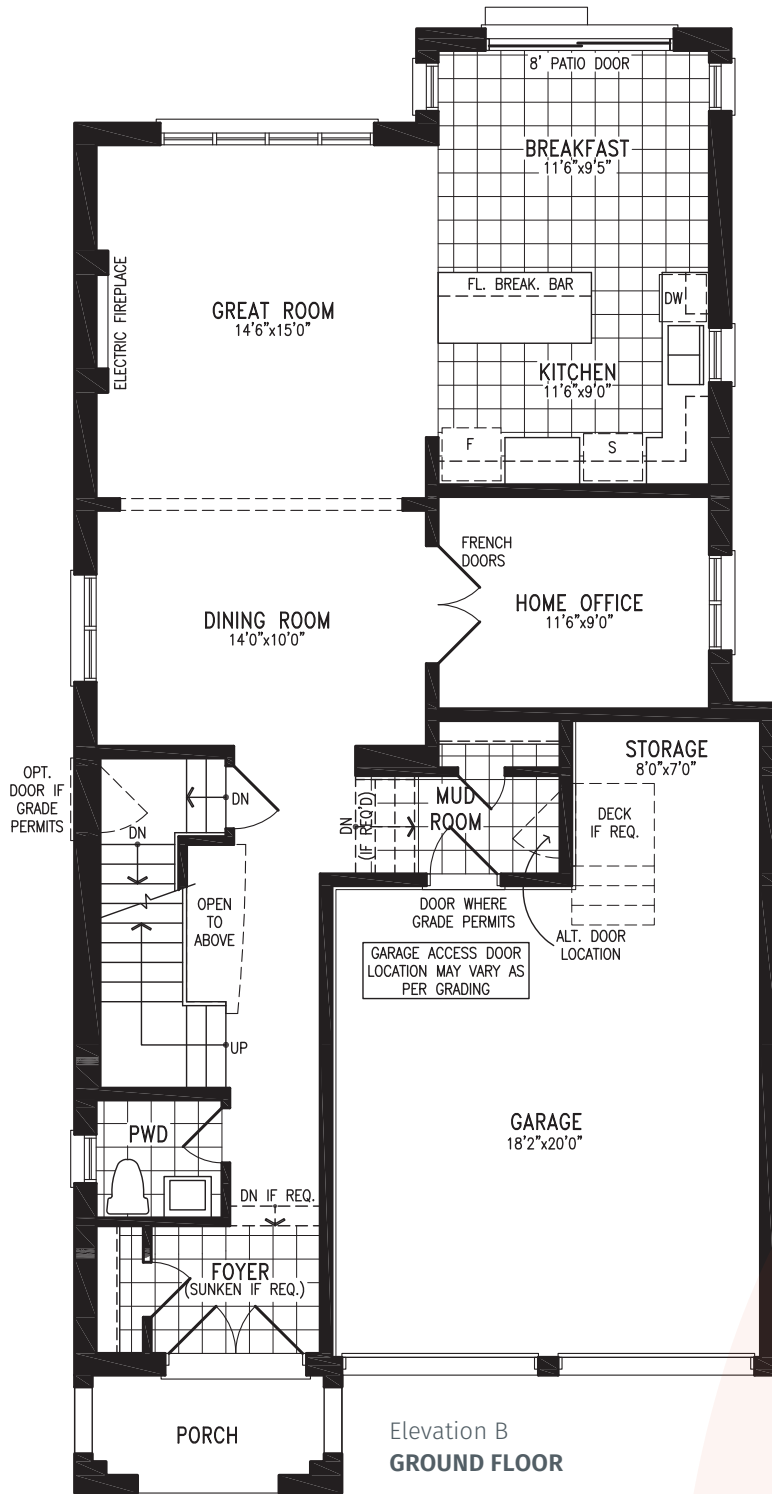 8' PATIO DOOR
BREAKFAST
11'6"x9'5"
ELECTRIC FIREPLACE
GREAT ROOM
14'6"x15'0"
FL. BREAK. BAR
DW
KITCHEN
11'6"x9'0"
F
S
FRENCH
DOORS
DINING ROOM
14'0"x10'0"
HOME OFFICE
11'6"x9'0"
OPT.
DOOR IF
GRADE
PERMITS
DN
DN
DN
(IF REQ'D)
MUD
ROOM
STORAGE
8'0"x7'0"
DECK
IF REQ.
OPEN
TO
ABOVE
DOOR WHERE
GRADE PERMITS
ALT. DOOR
LOCATION
GARAGE ACCESS DOOR
LOCATION MAY VARY AS
PER GRADING
UP
PWD
GARAGE
18'2"x20'0"
DN IF REQ.
FOYER
(SUNKEN IF REQ.)
PORCH
Elevation B
GROUND FLOOR